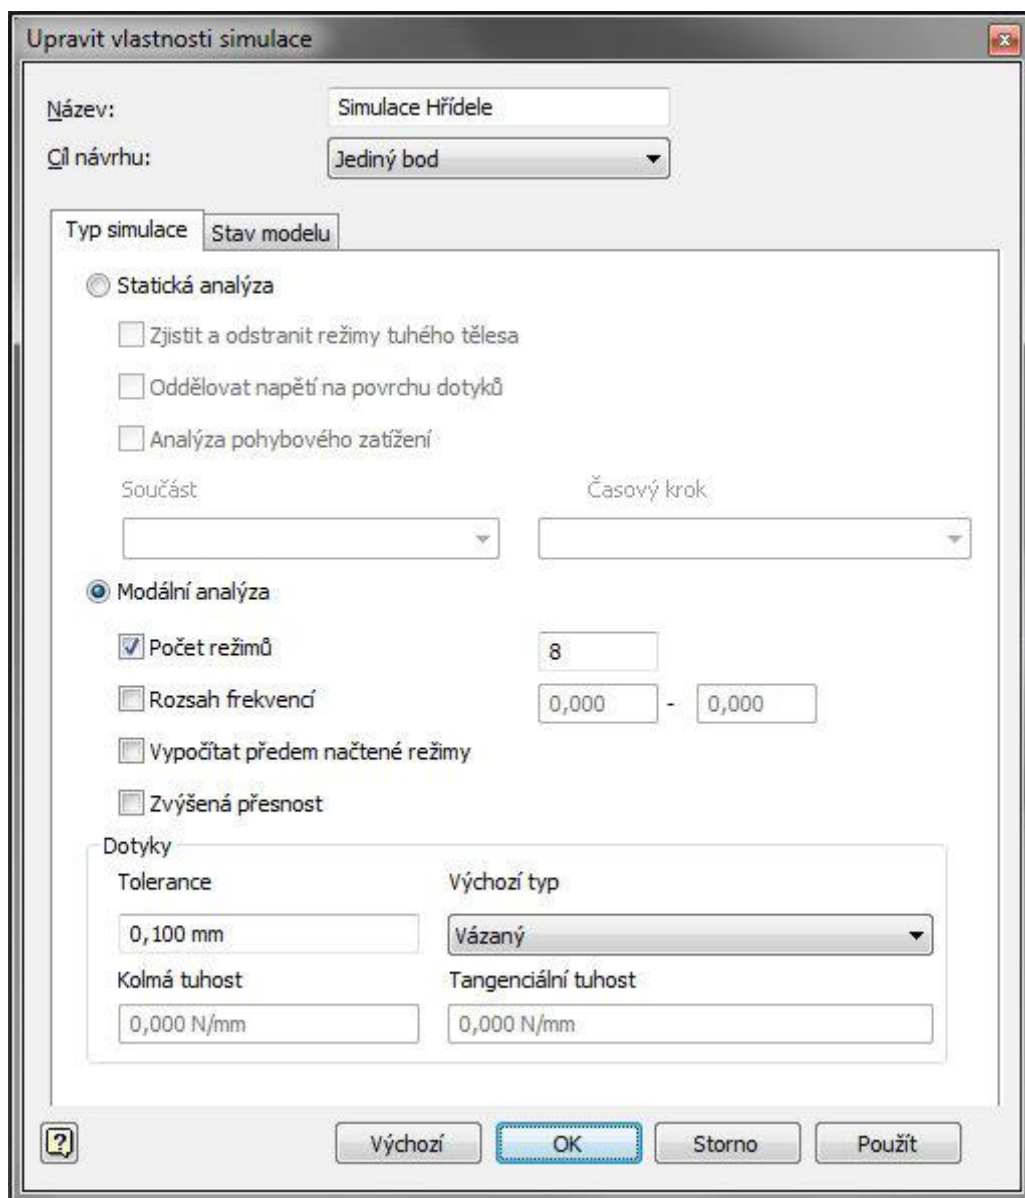 Upravit vlastnosti simulace
Název: Simulace Hřídele
Cíl návrhu: Jediný bod
Typ simulace Stav modelu
Statická analýza
Zjistit a odstranit režimy tuhého tělesa
Oddělovat napětí na povrchu dotyků
Analýza pohybového zatížení
Součást Časový krok
Modální analýza
Počet režimů 8
Rozsah frekvencí 0,000 - 0,000
Vypočítat předem načtené režimy
Zvýšená přesnost
Dotyky
Tolerance Výchozí typ
0,100 mm Vázaný
Kolmá tuhost Tangenciální tuhost
0,000 N/mm 0,000 N/mm
? Výchozí OK Storno Použít